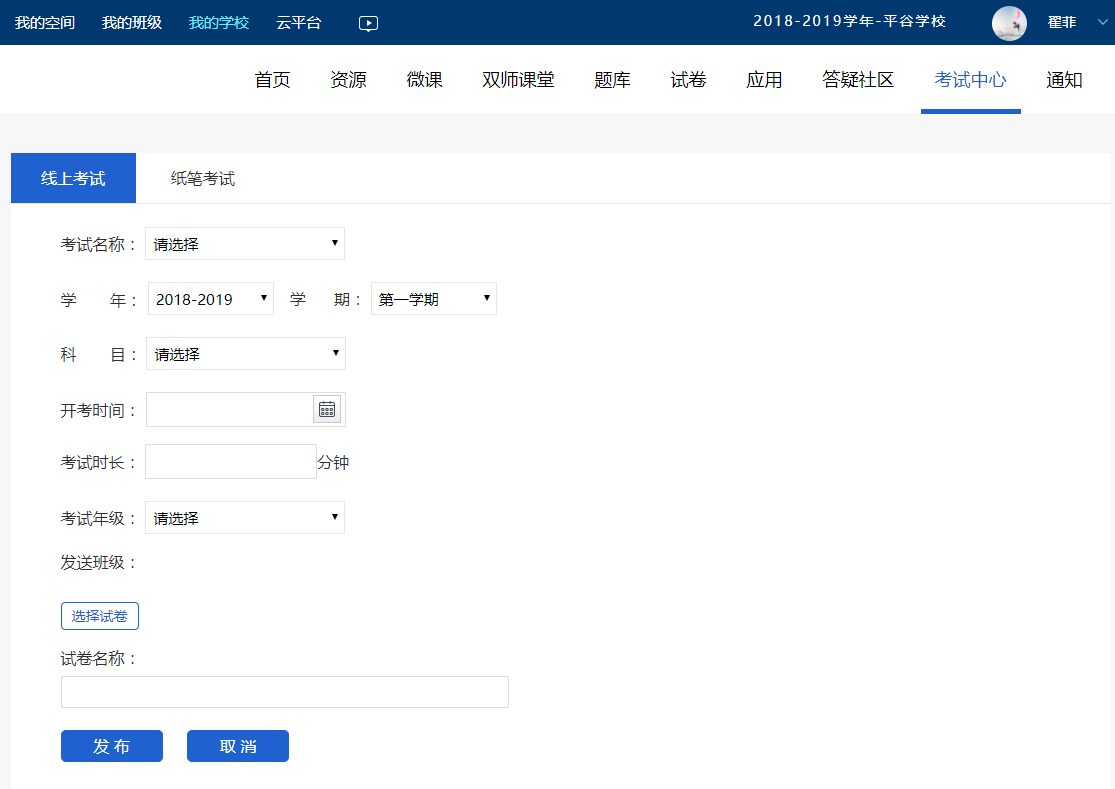 我的空间 我的班级 我的学校 云平台 2018-2019学年-平谷学校 翟菲
首页 资源 微课 双师课堂 题库 试卷 应用 答疑社区 考试中心 通知
线上考试 纸笔考试
考试名称： 请选择
学 年： 2018-2019 学 期： 第一学期
科 目： 请选择
开考时间：
考试时长： 分钟
考试年级： 请选择
发送班级：
选择试卷
试卷名称：
发 布 取 消